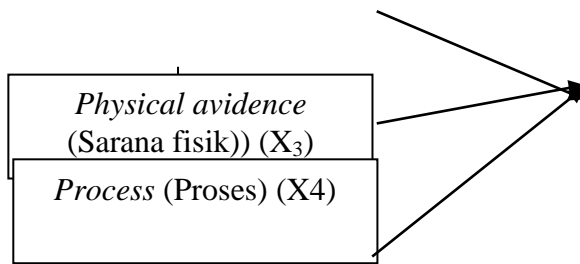 Physical avidence
(Sarana fisik)) (X₃)
Process (Proses) (X4)